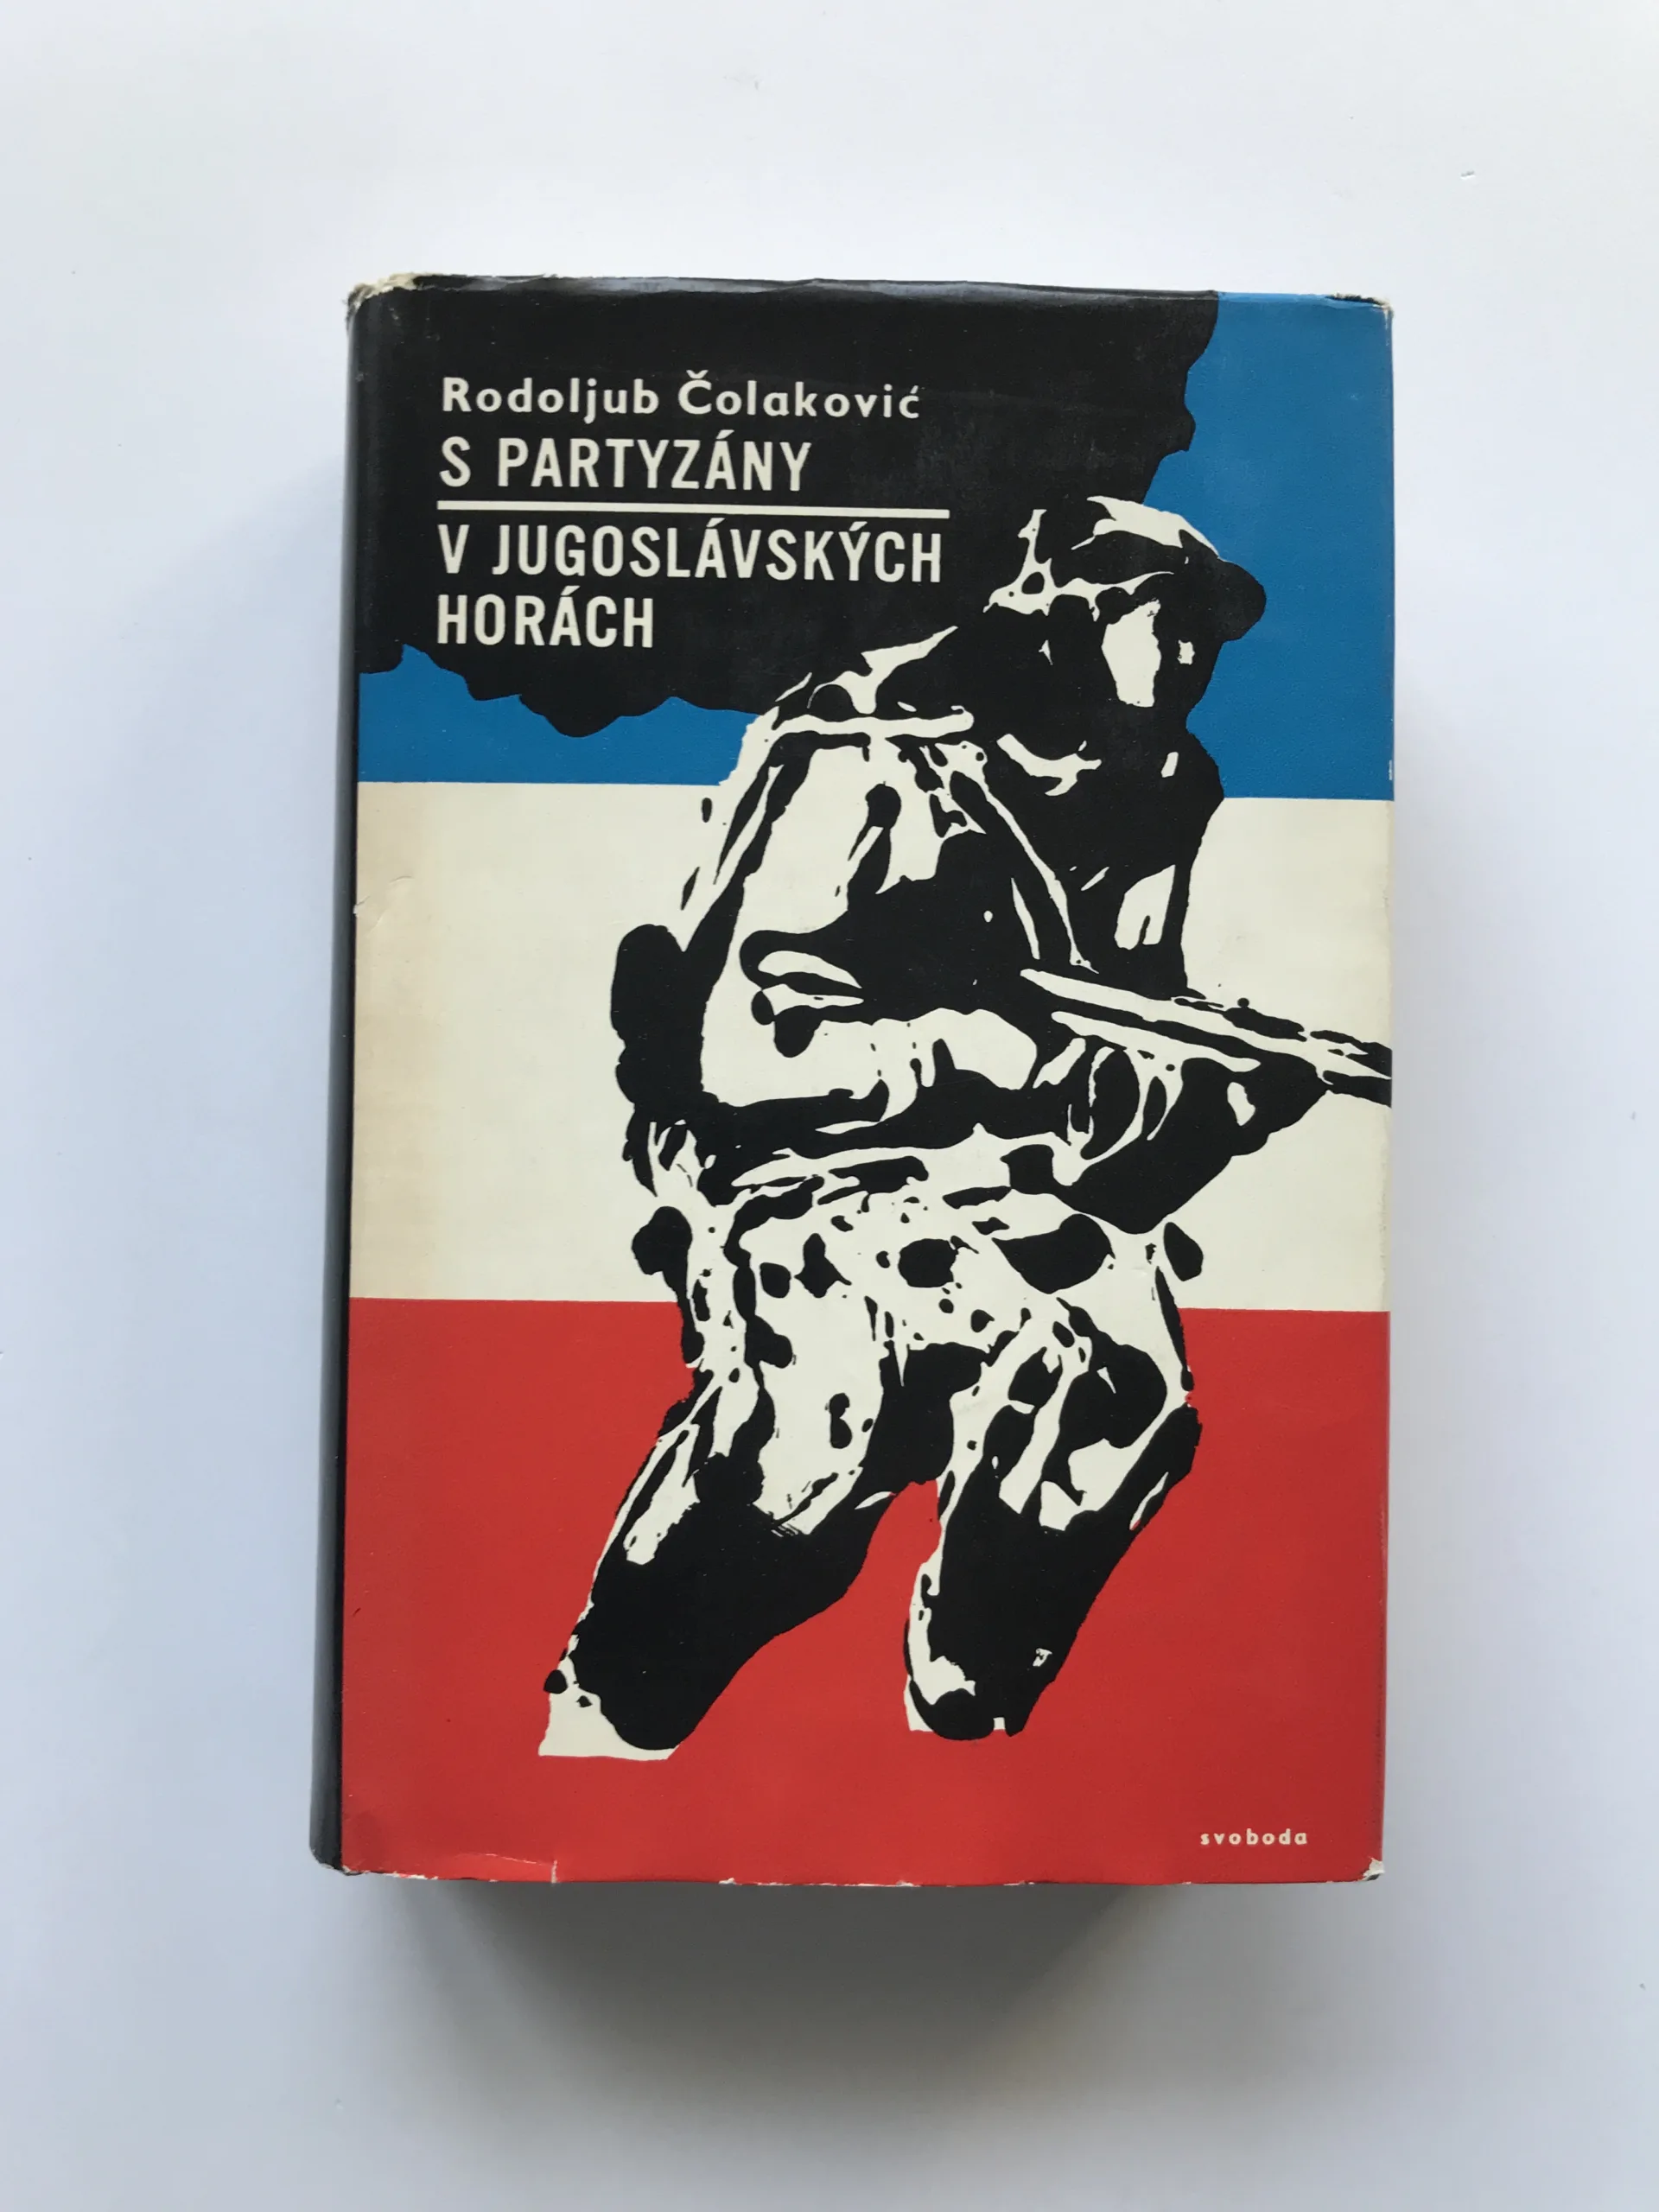 Rodoljub Čolaković
S PARTYZÁNY
V JUGOSLÁVSKÝCH
HORÁCH
svoboda